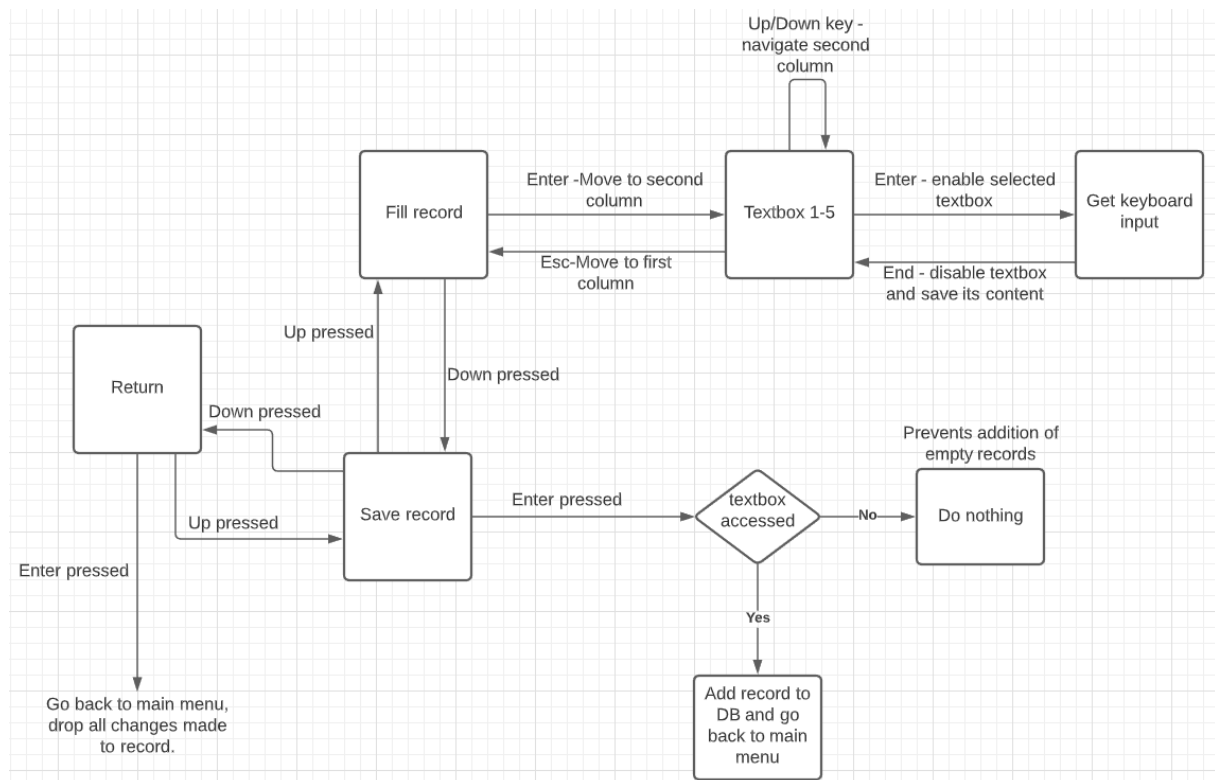 Up/Down key -
navigate second
column
Fill record
Enter -Move to second
column
Textbox 1-5
Enter - enable selected
textbox
Get keyboard
input
Esc-Move to first
column
End - disable textbox
and save its content
Up pressed
Down pressed
Return
Down pressed
Up pressed
Enter pressed
Save record
Enter pressed
textbox
accessed
No
Prevents addition of
empty records
Do nothing
Yes
Go back to main menu,
drop all changes made
to record.
Add record to
DB and go
back to main
menu